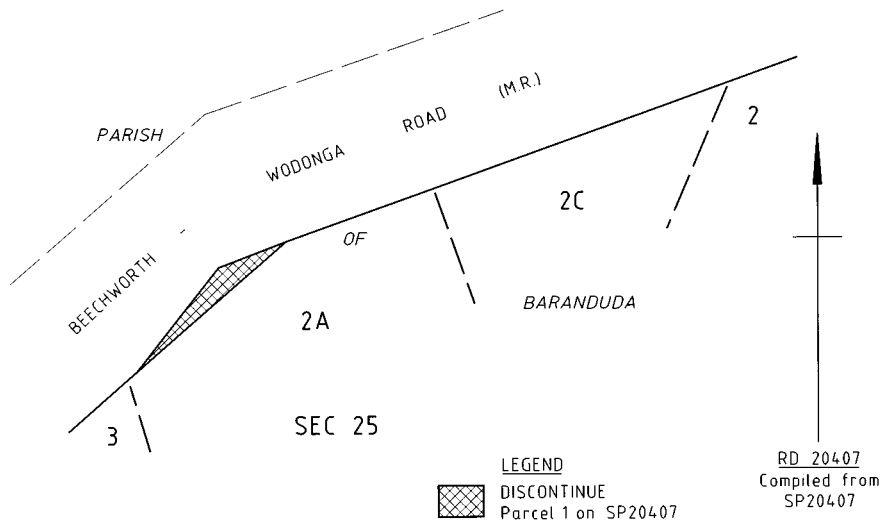 PARISH
BEECHWORTH WODONGA ROAD (M.R.)
OF
BARANDUDA
2
2C
2A
3
SEC 25
LEGEND
DISCONTINUE
Parcel 1 on SP20407
RD 20407
Compiled from
SP20407